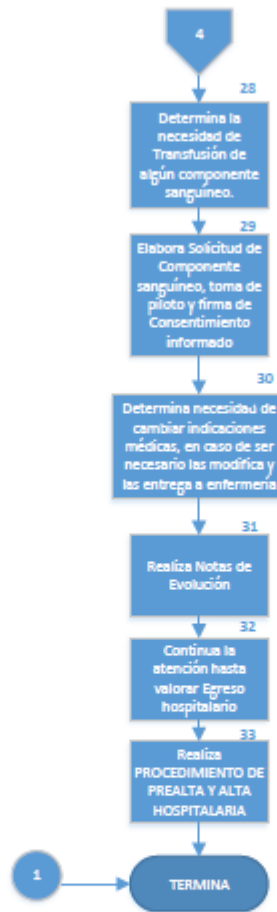 4
28
Determina la
necesidad de
Transfusión de
algún componente
sanguíneo.
29
Elabora Solicitud de
Componente
sanguíneo, toma de
piloto y firma de
Consentimiento
informado
30
Determina necesidad de
cambiar indicaciones
médicas, en caso de ser
necesario las modifica y
las entrega a enfermería
31
Realiza Notas de
Evolución
32
Continua la
atención hasta
valorar Egreso
hospitalario
33
Realiza
PROCEDIMIENTO DE
PREALTA Y ALTA
HOSPITALARIA
1
TERMINA